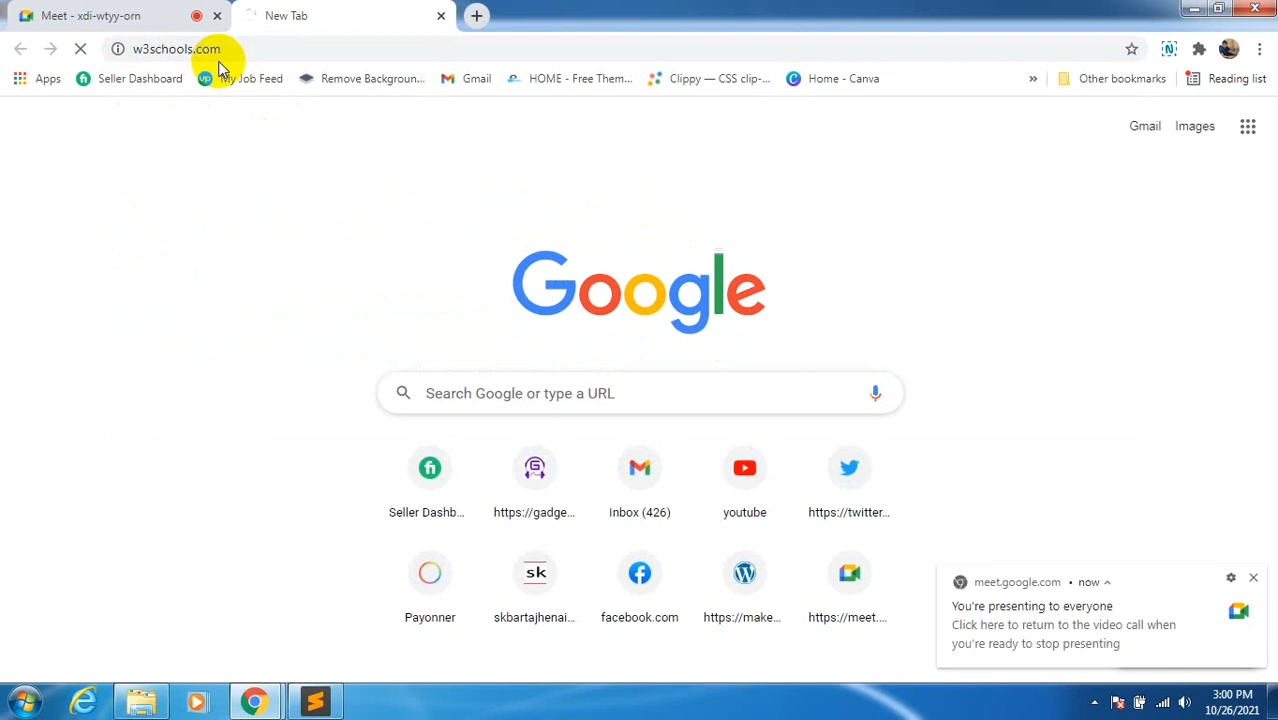 Meet - xdi-wtyy-orn
New Tab
w3schools.com
Apps Seller Dashboard My Job Feed Remove Backgroun... Gmail HOME - Free Them... Clippy — CSS clip-... Home - Canva » Other bookmarks Reading list
Gmail Images
Google
Search Google or type a URL
sk
Seller Dashb... https://gadge... Inbox (426) youtube https://twitter...
Payonner skbartajhenai... facebook.com https://make... https://meet....
meet.google.com • now
You're presenting to everyone
Click here to return to the video call when
you're ready to stop presenting
3:00 PM
10/26/2021